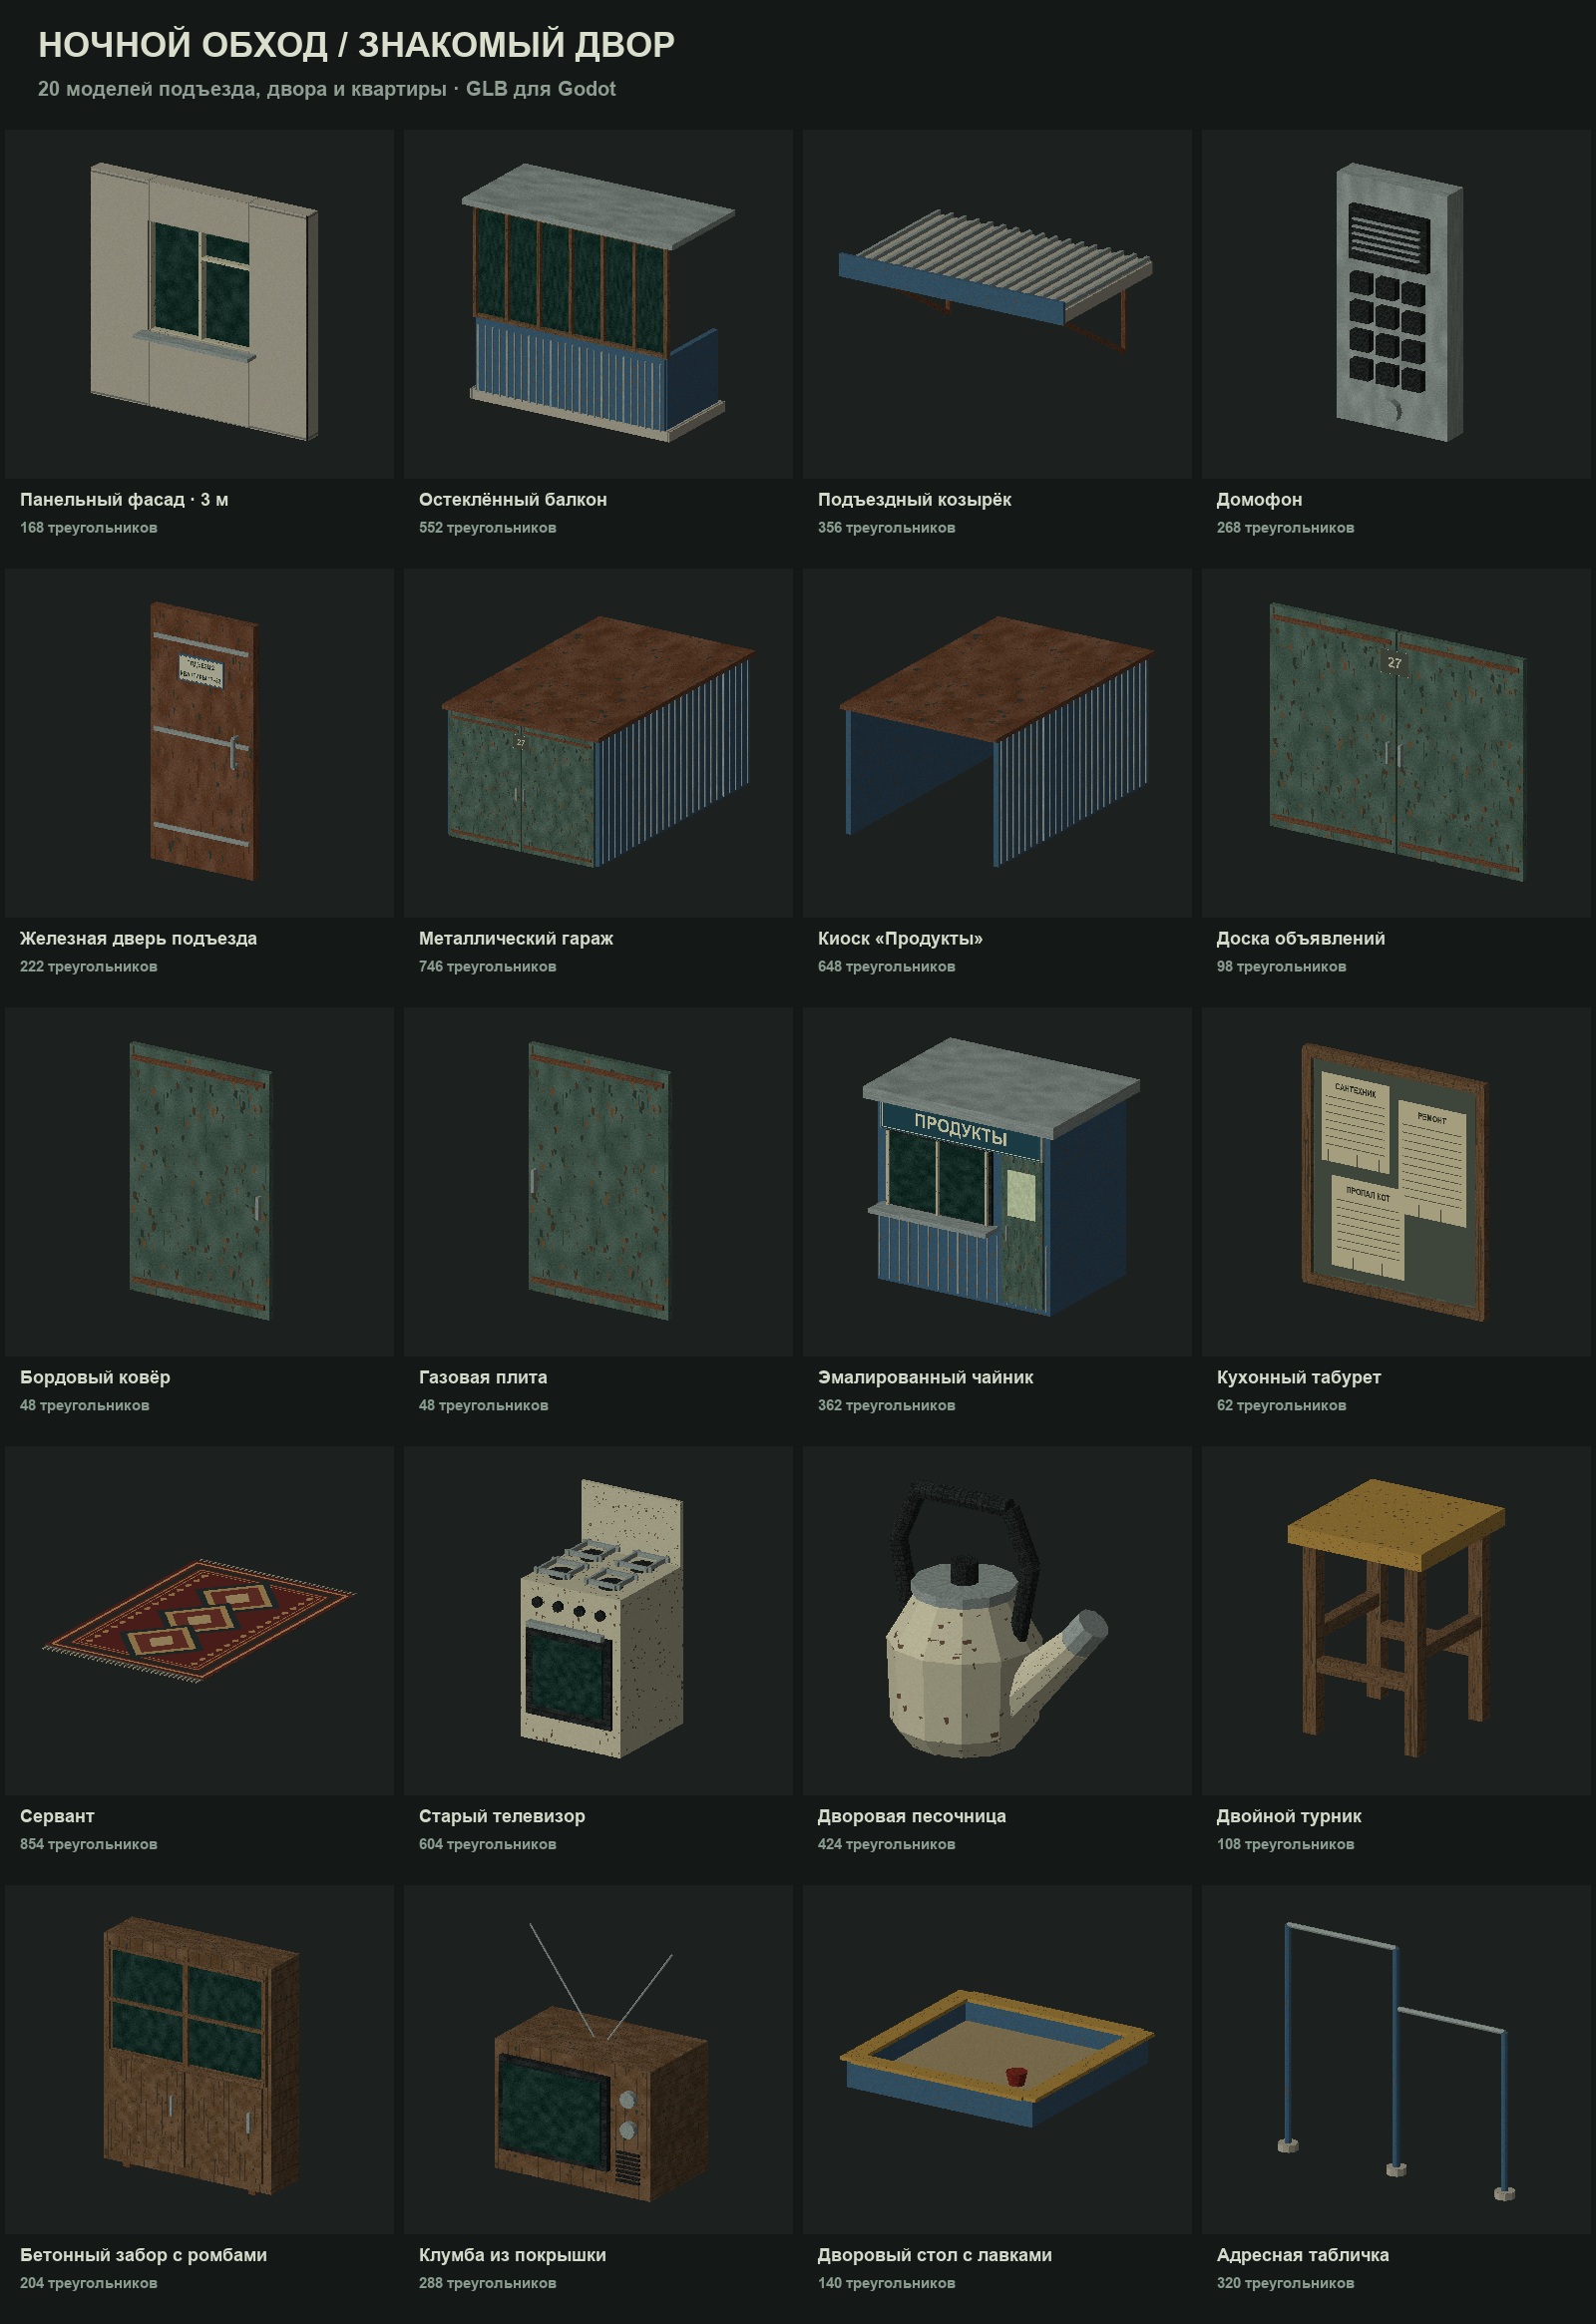 НОЧНОЙ ОБХОД / ЗНАКОМЫЙ ДВОР
20 моделей подъезда, двора и квартиры · GLB для Godot
Панельный фасад · 3 м
168 треугольников
Остеклённый балкон
552 треугольников
Подъездный козырёк
356 треугольников
Домофон
268 треугольников
27
27
Железная дверь подъезда
222 треугольников
Металлический гараж
746 треугольников
Киоск «Продукты»
648 треугольников
Доска объявлений
98 треугольников
ПРОДУКТЫ
САНТЕХНИК
РЕМОНТ
ПРОПАЛ КОТ
Бордовый ковёр
48 треугольников
Газовая плита
48 треугольников
Эмалированный чайник
362 треугольников
Кухонный табурет
62 треугольников
Сервант
854 треугольников
Старый телевизор
604 треугольников
Дворовая песочница
424 треугольников
Двойной турник
108 треугольников
Бетонный забор с ромбами
204 треугольников
Клумба из покрышки
288 треугольников
Дворовый стол с лавками
140 треугольников
Адресная табличка
320 треугольников